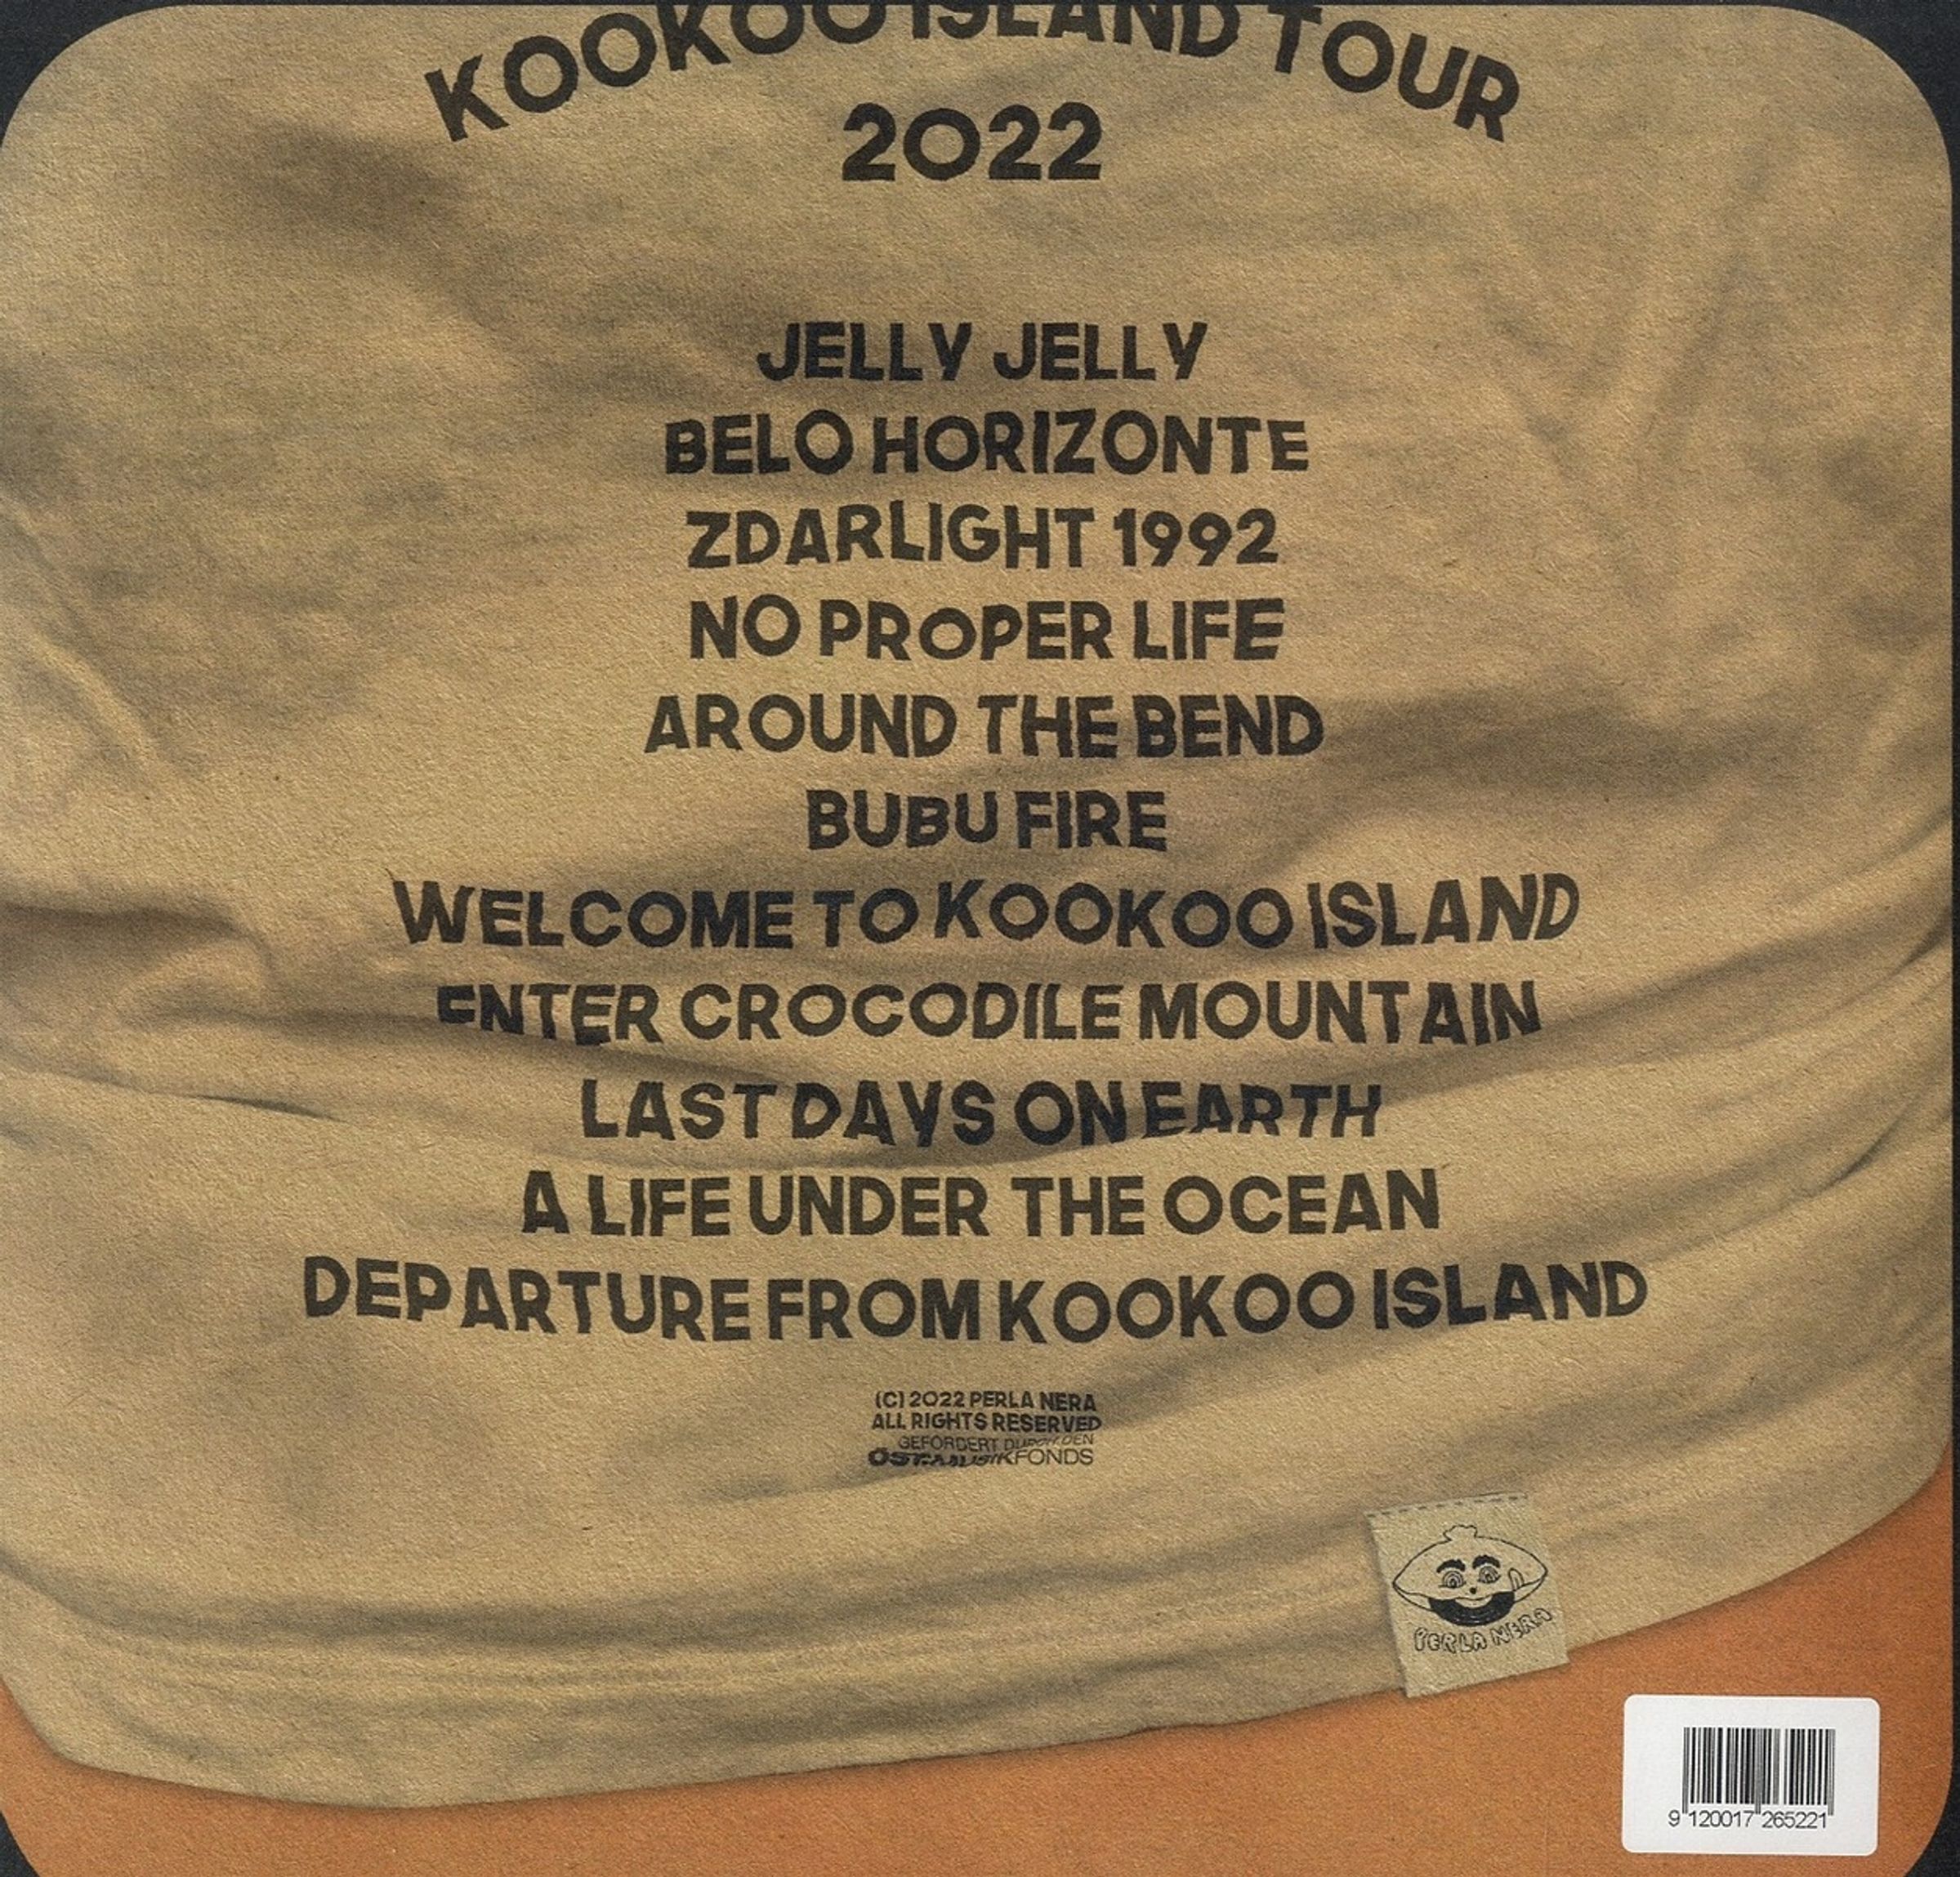 KOOKOO ISLAND TOUR
2022
JELLY JELLY
BELO HORIZONTE
ZDARLIGHT 1992
NO PROPER LIFE
AROUND THE BEND
BUBU FIRE
WELCOME TO KOOKOO ISLAND
ENTER CROCODILE MOUNTAIN
LAST DAYS ON EARTH
A LIFE UNDER THE OCEAN
DEPARTURE FROM KOOKOO ISLAND
(C) 2022 PERLA NERA
ALL RIGHTS RESERVED
GEFÖRDERT DURCH DEN
ÖST.MUSIKFONDS
PERLA NERA
9 120017 265221